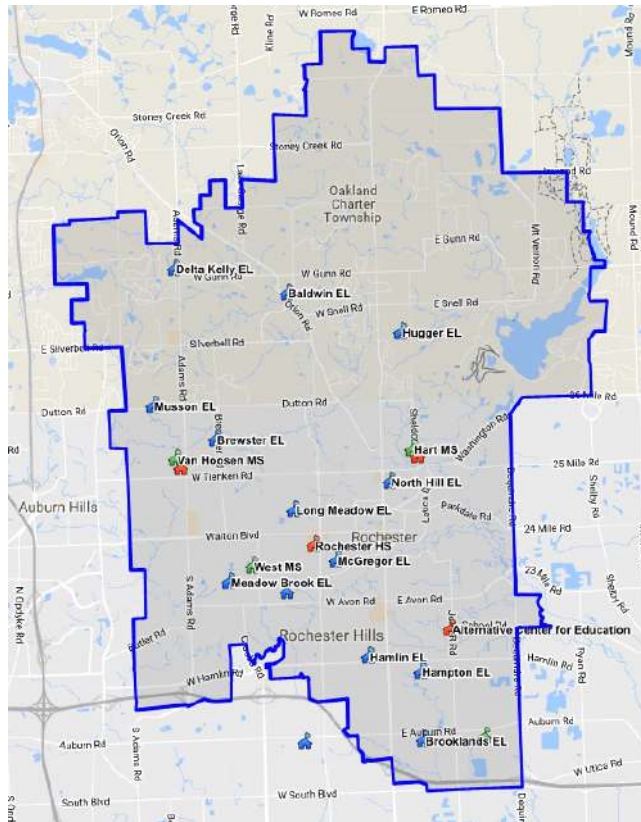 W Romeo Rd
E Romeo Rd
Kline Rd
Stoney Creek Rd
Orion Rd
Stoney Creek Rd
Oakland
Charter
Township
Mound Rd
Adams Rd
E Gunn Rd
Mt Vernon Rd
Delta Kelly EL
W Gunn Rd
W Gunn Rd
Baldwin EL
Orion Rd
W Snell Rd
E Snell Rd
Hugger EL
E Silverbell Rd
Silverbell Rd
Adams Rd
Dutton Rd
Dutton Rd
26 Mile Rd
Musson EL
Washington Rd
Brewster EL
Hart MS
Van Hoosen MS
W Tienken Rd
25 Mile Rd
Shelby Rd
North Hill EL
Auburn Hills
Long Meadow EL
Parkdale Rd
24 Mile Rd
Walton Blvd
Rochester
Rochester HS
McGregor EL
23 Mile Rd
West MS
Meadow Brook EL
S Adams Rd
W Avon Rd
E Avon Rd
N Opdyke Rd
Alternative Center for Education
Butler Rd
Rochester Hills
Hamlin EL
Hamlin Rd
Ryan Rd
W Hamlin Rd
Hampton EL
Auburn Rd
S Adams Rd
E Auburn Rd
Brooklands EL
Auburn Rd
W Utica Rd
South Blvd
W South Blvd